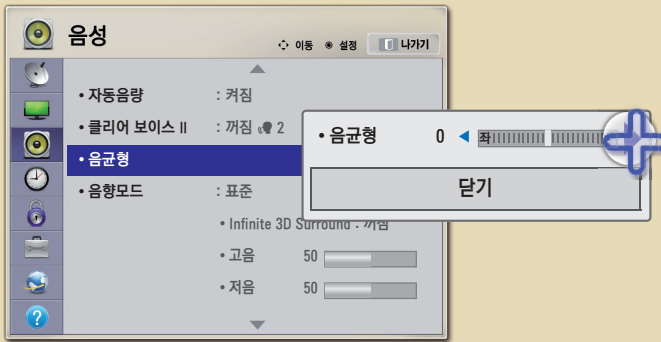 음성
이동 설정 나가기
• 자동음량 : 켜짐
• 클리어 보이스 II : 꺼짐 2
• 음균형
• 음향모드 : 표준
• Infinite 3D Surround : 꺼짐
• 고음 50
• 저음 50
?
• 음균형 0 좌
닫기